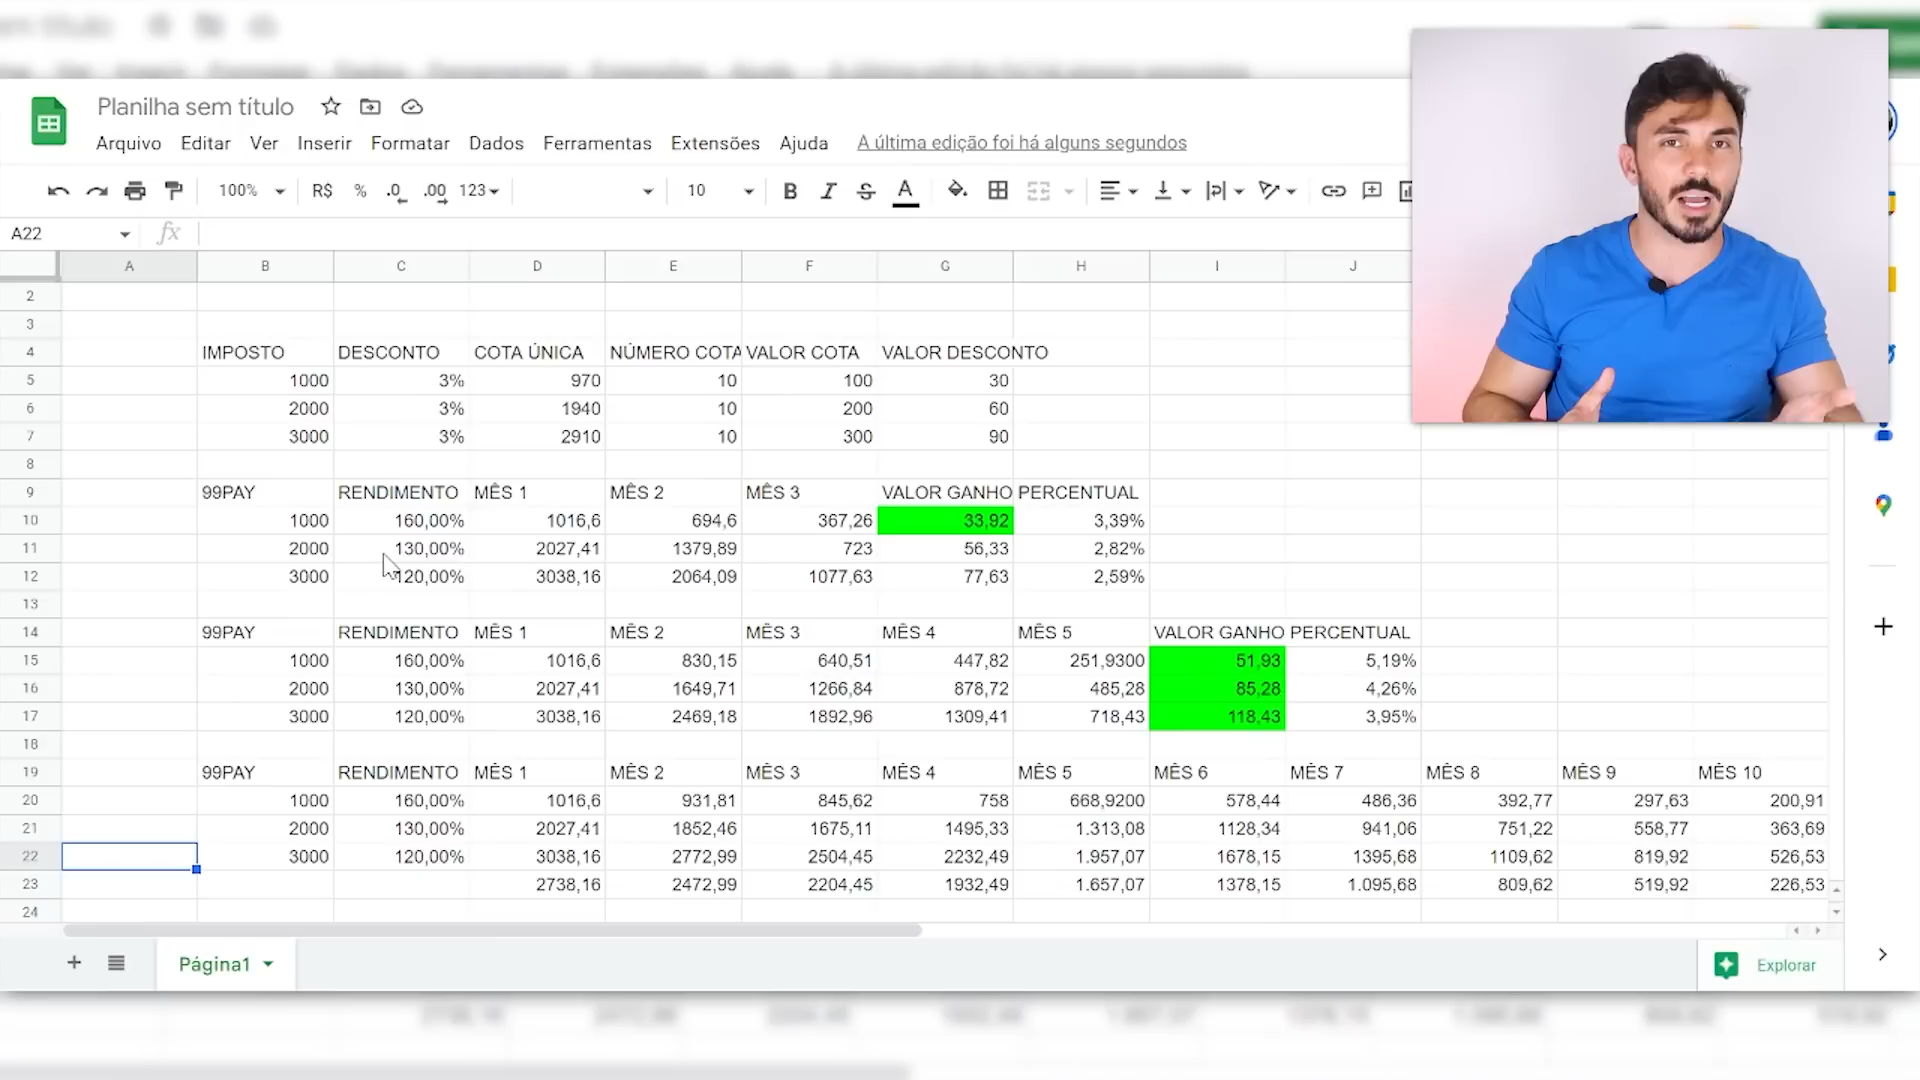 Planilha sem título
Arquivo Editar Ver Inserir Formatar Dados Ferramentas Extensões Ajuda A última edição foi há alguns segundos
100% R$ % .0 .00 123 10 B I S A
A22 fx
A B C D E F G H I J
2
3
4 IMPOSTO DESCONTO COTA ÚNICA NÚMERO COTA VALOR COTA VALOR DESCONTO
5 1000 3% 970 10 100 30
6 2000 3% 1940 10 200 60
7 3000 3% 2910 10 300 90
8
9 99PAY RENDIMENTO MÊS 1 MÊS 2 MÊS 3 VALOR GANHO PERCENTUAL
10 1000 160,00% 1016,6 694,6 367,26 33,92 3,39%
11 2000 130,00% 2027,41 1379,89 723 56,33 2,82%
12 3000 120,00% 3038,16 2064,09 1077,63 77,63 2,59%
13
14 99PAY RENDIMENTO MÊS 1 MÊS 2 MÊS 3 MÊS 4 MÊS 5 VALOR GANHO PERCENTUAL
15 1000 160,00% 1016,6 830,15 640,51 447,82 251,9300 51,93 5,19%
16 2000 130,00% 2027,41 1649,71 1266,84 878,72 485,28 85,28 4,26%
17 3000 120,00% 3038,16 2469,18 1892,96 1309,41 718,43 118,43 3,95%
18
19 99PAY RENDIMENTO MÊS 1 MÊS 2 MÊS 3 MÊS 4 MÊS 5 MÊS 6 MÊS 7 MÊS 8 MÊS 9 MÊS 10
20 1000 160,00% 1016,6 931,81 845,62 758 668,9200 578,44 486,36 392,77 297,63 200,91
21 2000 130,00% 2027,41 1852,46 1675,11 1495,33 1.313,08 1128,34 941,06 751,22 558,77 363,69
22 3000 120,00% 3038,16 2772,99 2504,45 2232,49 1.957,07 1678,15 1395,68 1109,62 819,92 526,53
23 2738,16 2472,99 2204,45 1932,49 1.657,07 1378,15 1.095,68 809,62 519,92 226,53
24
Página1
Explorar